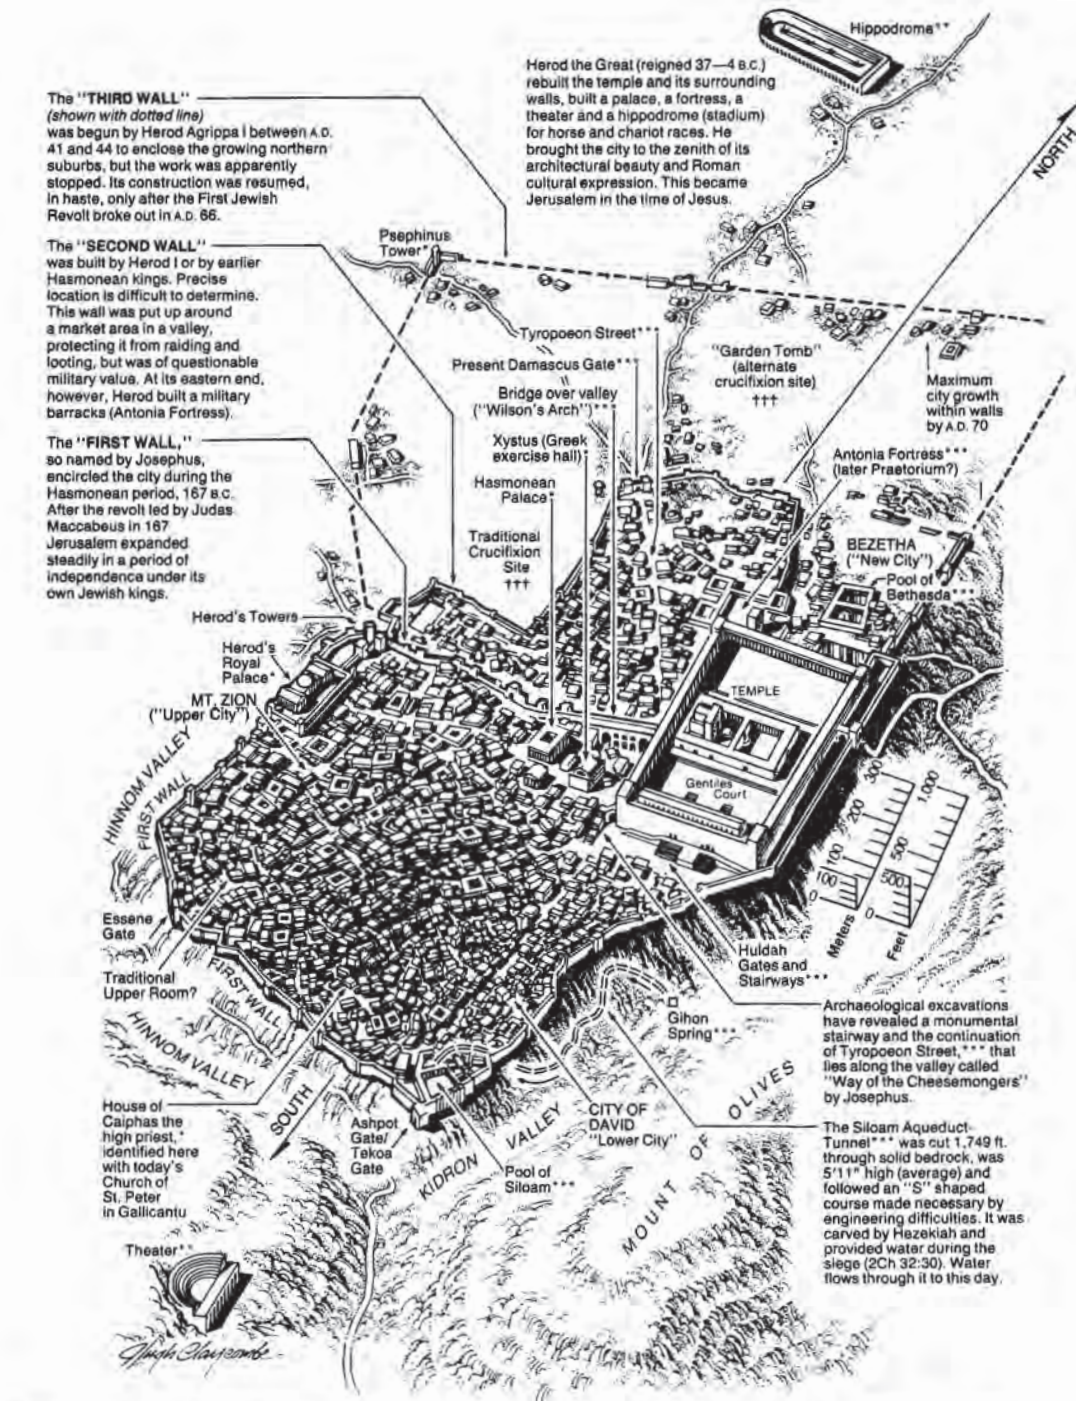 Hippodrome**
Herod the Great (reigned 37—4 B.C.)
rebuilt the temple and its surrounding
walls, built a palace, a fortress, a
theater and a hippodrome (stadium)
for horse and chariot races. He
brought the city to the zenith of its
architectural beauty and Roman
cultural expression. This became
Jerusalem in the time of Jesus.
NORTH
The "THIRD WALL"
(shown with dotted line)
was begun by Herod Agrippa I between A.D.
41 and 44 to enclose the growing northern
suburbs, but the work was apparently
stopped. Its construction was resumed,
in haste, only after the First Jewish
Revolt broke out in A.D. 66.
The "SECOND WALL"
was built by Herod I or by earlier
Hasmonean kings. Precise
location is difficult to determine.
This wall was put up around
a market area in a valley,
protecting it from raiding and
looting, but was of questionable
military value. At its eastern end,
however, Herod built a military
barracks (Antonia Fortress).
The "FIRST WALL,"
so named by Josephus,
encircled the city during the
Hasmonean period, 167 B.C.
After the revolt led by Judas
Maccabeus in 167
Jerusalem expanded
steadily in a period of
independence under its
own Jewish kings.
Psephinus
Tower*
Tyropoeon Street***
Present Damascus Gate***
Bridge over valley
("Wilson's Arch")***
Xystus (Greek
exercise hall)*
Hasmonean
Palace*
Traditional
Crucifixion
Site
†††
"Garden Tomb"
(alternate
crucifixion site)
†††
Maximum
city growth
within walls
by A.D. 70
Antonia Fortress***
(later Praetorium?)
BEZETHA
("New City")
Pool of
Bethesda***
Herod's Towers
Herod's
Royal
Palace*
MT. ZION
("Upper City")
HINNOM VALLEY
FIRST WALL
TEMPLE
Gentiles
Court
300
200
100
100
0
Meters
1,000
500
500
0
Feet
Essene
Gate
Traditional
Upper Room?
FIRST WALL
HINNOM VALLEY
SOUTH
House of
Caiphas the
high priest,*
identified here
with today's
Church of
St. Peter
in Gallicantu
Ashpot
Gate/
Tekoa
Gate
KIDRON VALLEY
Pool of
Siloam***
CITY OF
DAVID
"Lower City"
MOUNT OF OLIVES
Gihon
Spring***
Huldah
Gates and
Stairways***
Archaeological excavations
have revealed a monumental
stairway and the continuation
of Tyropoeon Street,*** that
lies along the valley called
"Way of the Cheesemongers"
by Josephus.
The Siloam Aqueduct
Tunnel*** was cut 1,749 ft.
through solid bedrock, was
5'11" high (average) and
followed an "S" shaped
course made necessary by
engineering difficulties. It was
carved by Hezekiah and
provided water during the
siege (2Ch 32:30). Water
flows through it to this day.
Theater**
Hugh Claycombe